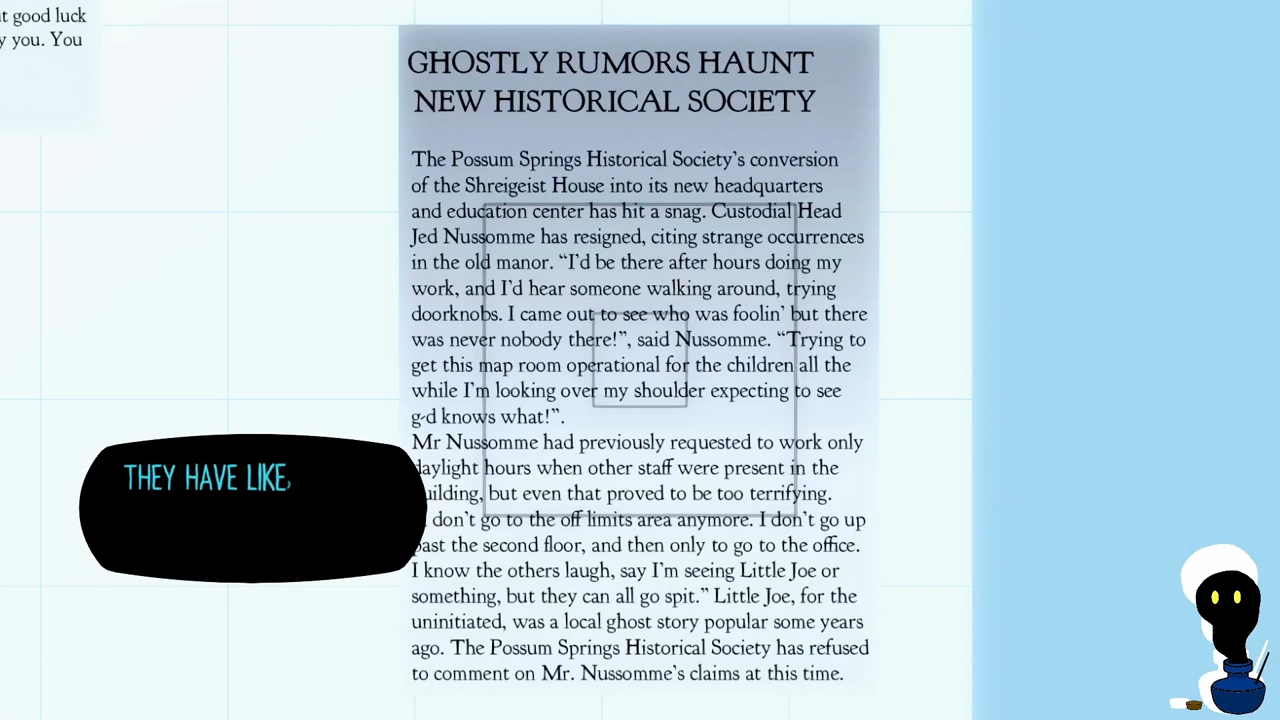 t good luck
y you. You
GHOSTLY RUMORS HAUNT
NEW HISTORICAL SOCIETY
The Possum Springs Historical Society's conversion
of the Shreigeist House into its new headquarters
and education center has hit a snag. Custodial Head
Jed Nussomme has resigned, citing strange occurrences
in the old manor. “I'd be there after hours doing my
work, and I'd hear someone walking around, trying
doorknobs. I came out to see who was foolin' but there
was never nobody there!”, said Nussomme. “Trying to
get this map room operational for the children all the
while I'm looking over my shoulder expecting to see
g-d knows what!”.
Mr Nussomme had previously requested to work only
daylight hours when other staff were present in the
building, but even that proved to be too terrifying.
don't go to the off limits area anymore. I don't go up
past the second floor, and then only to go to the office.
I know the others laugh, say I'm seeing Little Joe or
something, but they can all go spit.” Little Joe, for the
uninitiated, was a local ghost story popular some years
ago. The Possum Springs Historical Society has refused
to comment on Mr. Nussomme's claims at this time.
THEY HAVE LIKE,